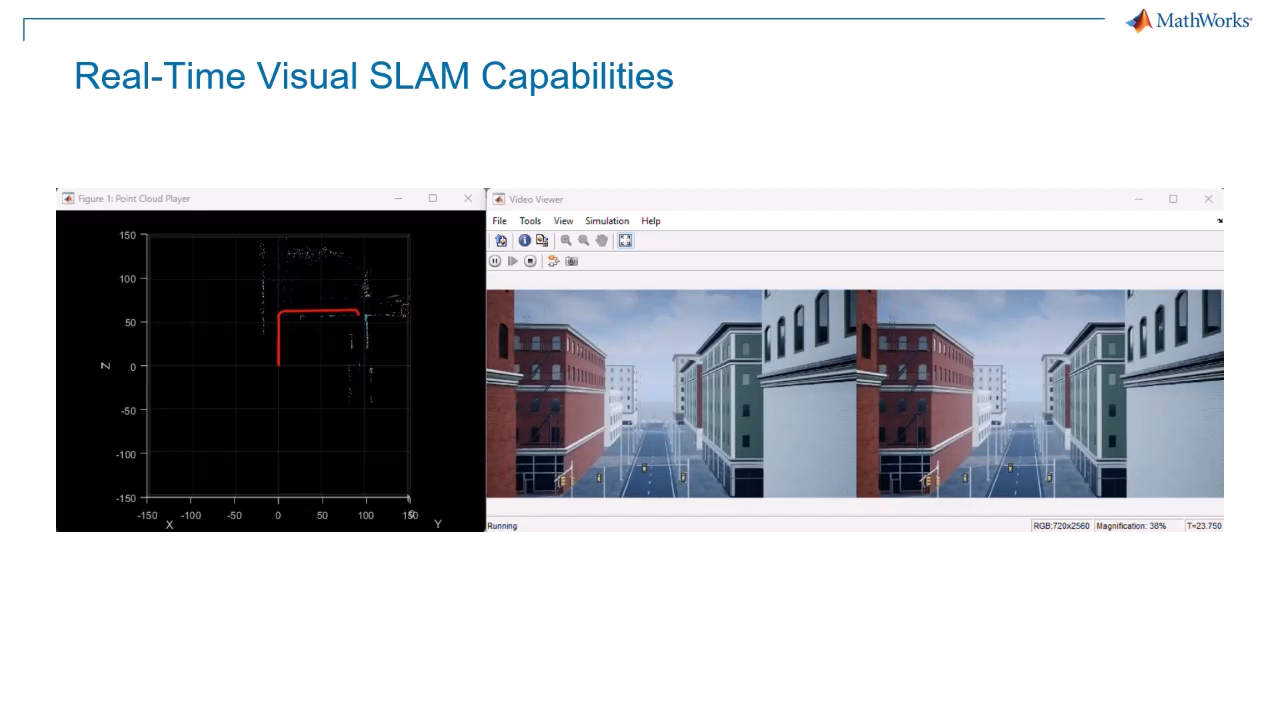 MathWorks
Real-Time Visual SLAM Capabilities
Figure 1: Point Cloud Player
150
100
50
0
-50
-100
-150
Z
-150 -100 -50 0 50 100 150
X
Y
Video Viewer
File Tools View Simulation Help
Running
RGB:720x2560 Magnification: 38% T=23.750